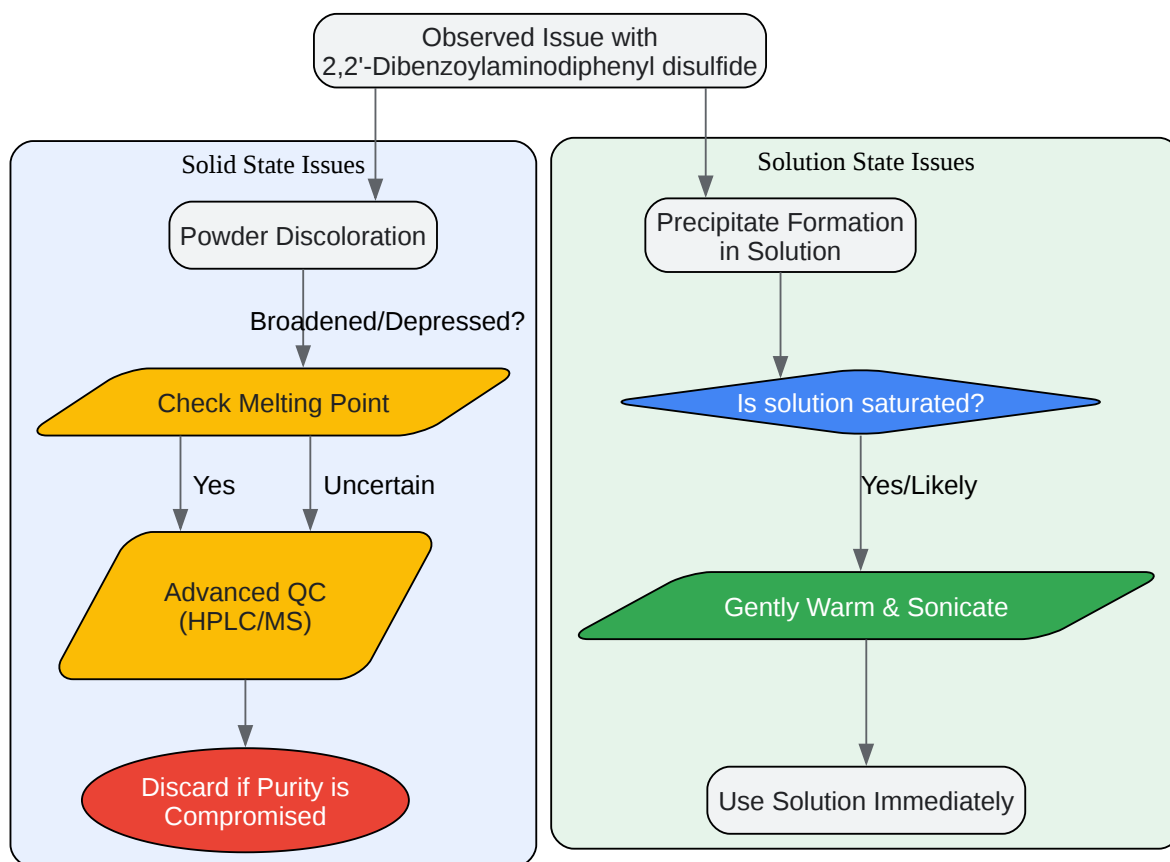 Observed Issue with
2,2'-Dibenzoylaminodiphenyl disulfide
Solid State Issues
Powder Discoloration
Broadened/Depressed?
Check Melting Point
Yes
Uncertain
Advanced QC
(HPLC/MS)
Discard if Purity is
Compromised
Solution State Issues
Precipitate Formation
in Solution
Is solution saturated?
Yes/Likely
Gently Warm & Sonicate
Use Solution Immediately